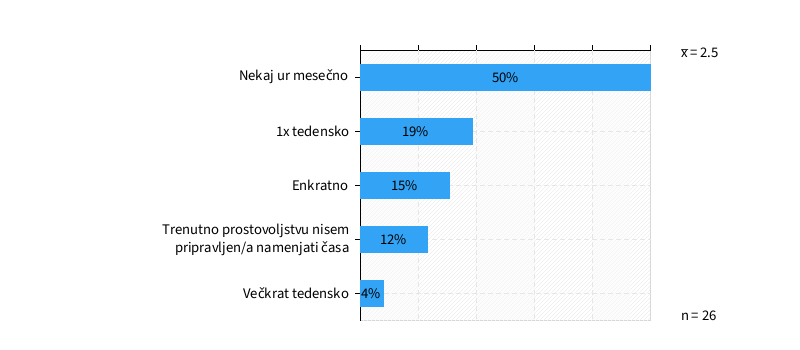 x̅ = 2.5
Nekaj ur mesečno
50%
1x tedensko
19%
Enkratno
15%
Trenutno prostovoljstvu nisem
pripravljen/a namenjati časa
12%
Večkrat tedensko
4%
n = 26